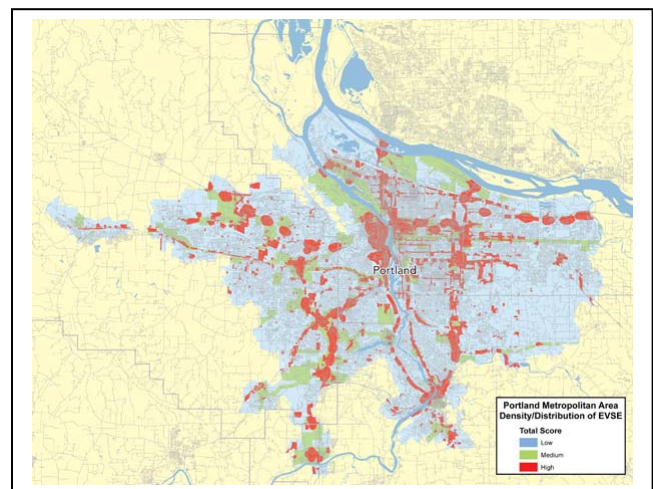 Portland
Portland Metropolitan Area
Density/Distribution of EVSE
Total Score
Low
Medium
High